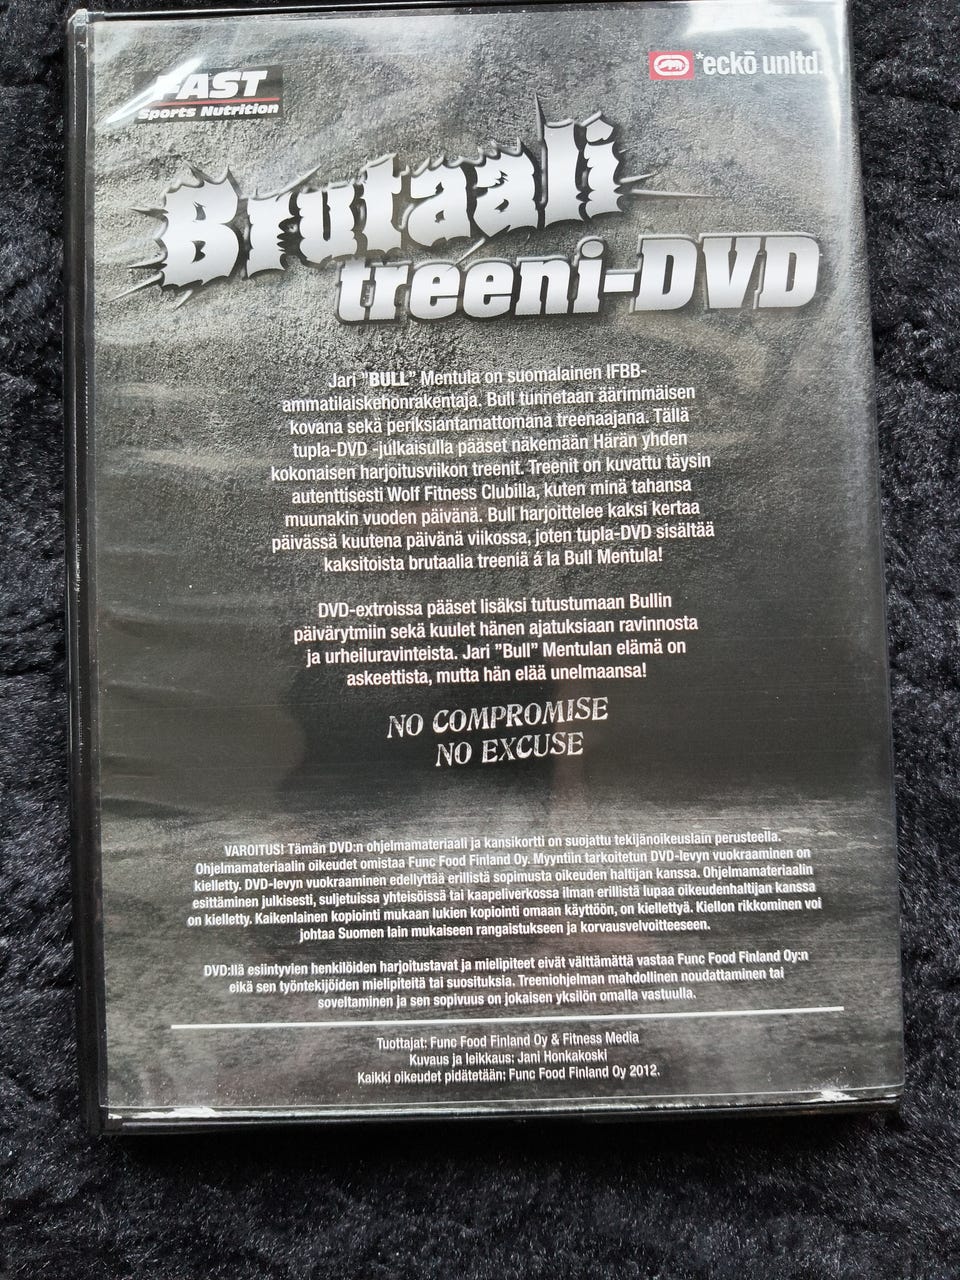 FAST
Sports Nutrition
*eckō unltd.
Brutaali
treeni-DVD
Jari "BULL" Mentula on suomalainen IFBB-
ammatilaiskehonrakentaja. Bull tunnetaan äärimmäisen
kovana sekä periksiantamattomana treenaajana. Tällä
tupla-DVD -julkaisulla pääset näkemään Härän yhden
kokonaisen harjoitusviikon treenit. Treenit on kuvattu täysin
autenttisesti Wolf Fitness Clubilla, kuten minä tahansa
muunakin vuoden päivänä. Bull harjoittelee kaksi kertaa
päivässä kuutena päivänä viikossa, joten tupla-DVD sisältää
kaksitoista brutaalia treeniä á la Bull Mentula!
DVD-extroissa pääset lisäksi tutustumaan Bullin
päivärytmiin sekä kuulet hänen ajatuksiaan ravinnosta
ja urheiluravinteista. Jari "Bull" Mentulan elämä on
askeettista, mutta hän elää unelmaansa!
NO COMPROMISE
NO EXCUSE
VAROITUS! Tämän DVD:n ohjelmamateriaali ja kansikortti on suojattu tekijänoikeuslain perusteella.
Ohjelmamateriaalin oikeudet omistaa Func Food Finland Oy. Myyntiin tarkoitetun DVD-levyn vuokraaminen on
kielletty. DVD-levyn vuokraaminen edellyttää erillistä sopimusta oikeuden haltijan kanssa. Ohjelmamateriaalin
esittäminen julkisesti, suljetuissa yhteisöissä tai kaapeliverkossa ilman erillistä lupaa oikeudenhaltijan kanssa
on kielletty. Kaikenlainen kopiointi mukaan lukien kopiointi omaan käyttöön, on kiellettyä. Kiellon rikkominen voi
johtaa Suomen lain mukaiseen rangaistukseen ja korvausvelvoitteeseen.
DVD:llä esiintyvien henkilöiden harjoitustavat ja mielipiteet eivät välttämättä vastaa Func Food Finland Oy:n
eikä sen työntekijöiden mielipiteitä tai suosituksia. Treeniohjelman mahdollinen noudattaminen tai
soveltaminen ja sen sopivuus on jokaisen yksilön omalla vastuulla.
Tuottajat: Func Food Finland Oy & Fitness Media
Kuvaus ja leikkaus: Jani Honkakoski
Kaikki oikeudet pidätetään: Func Food Finland Oy 2012.